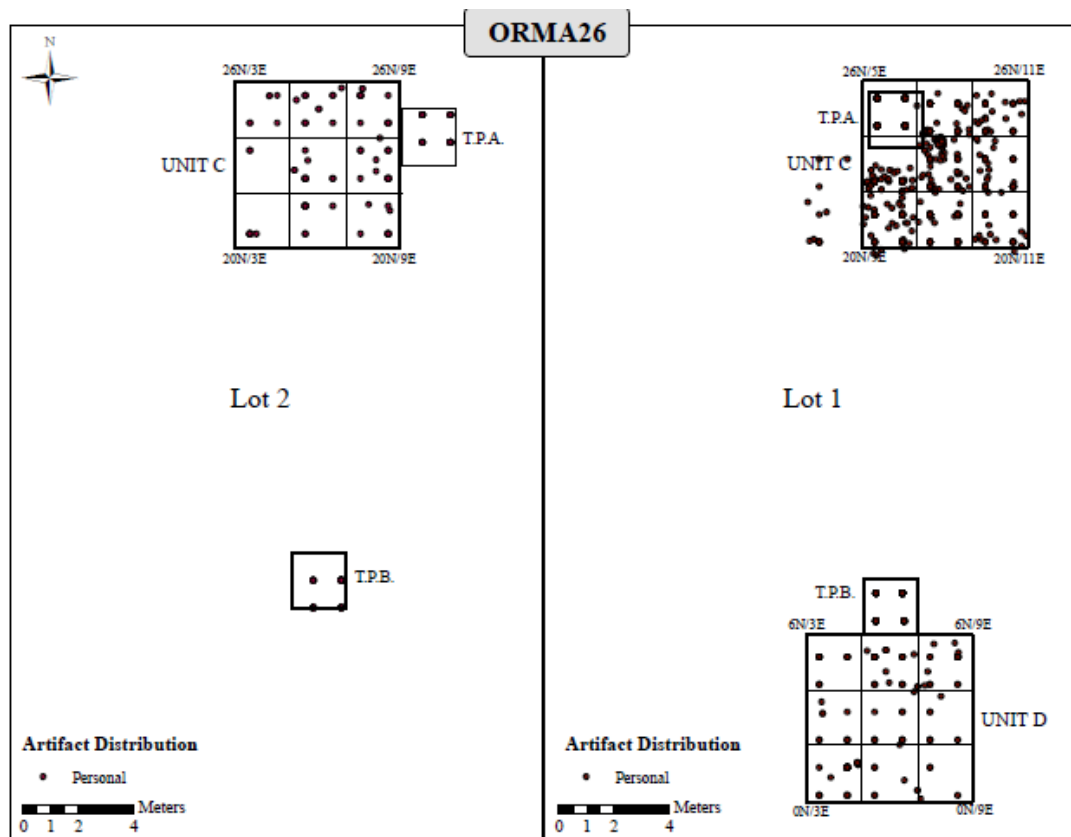 ORMA26
N
26N/3E 26N/9E
T.P.A.
UNIT C
20N/3E 20N/9E
Lot 2
T.P.B.
Artifact Distribution
Personal
Meters
0 1 2 4
26N/5E 26N/11E
T.P.A.
UNIT C
20N/5E 20N/11E
Lot 1
T.P.B.
6N/3E 6N/9E
UNIT D
0N/3E 0N/9E
Artifact Distribution
Personal
Meters
0 1 2 4